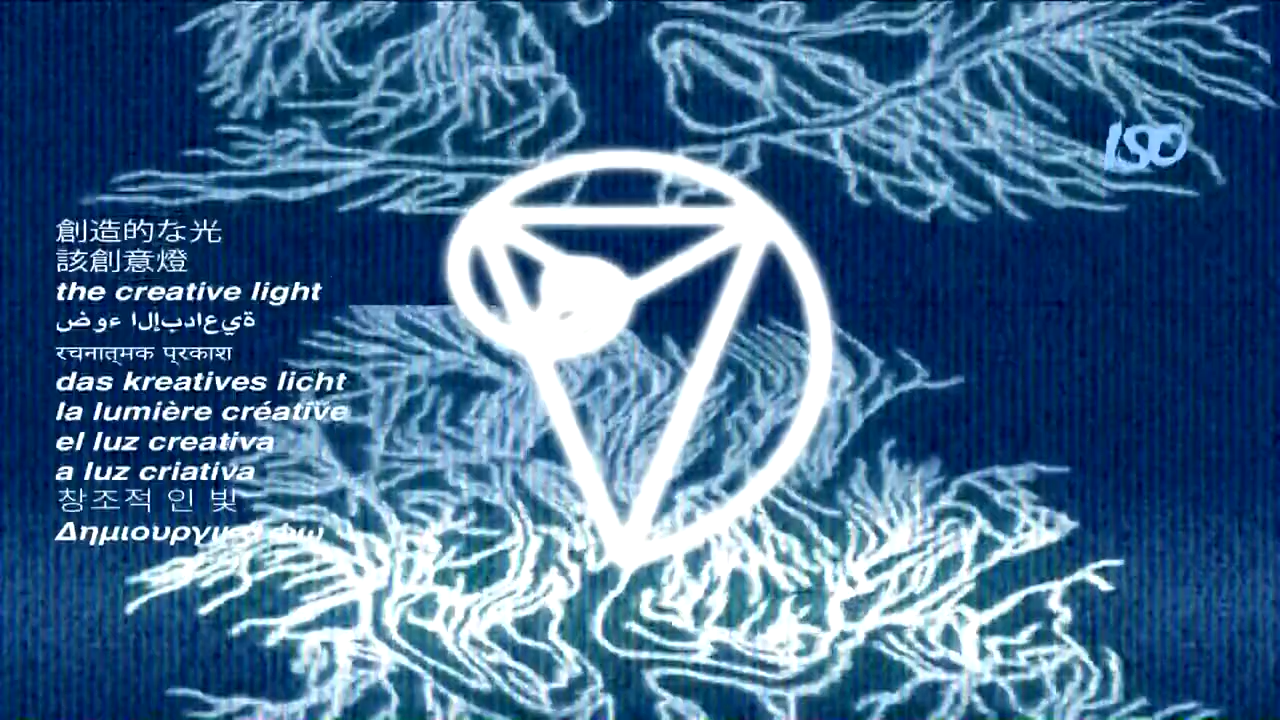 創造的な光
該創意燈
the creative light
ضوء الإبداعية
रचनात्मक प्रकाश
das kreatives licht
la lumière créative
el luz creativa
a luz criativa
창조적 인 빛
ISO